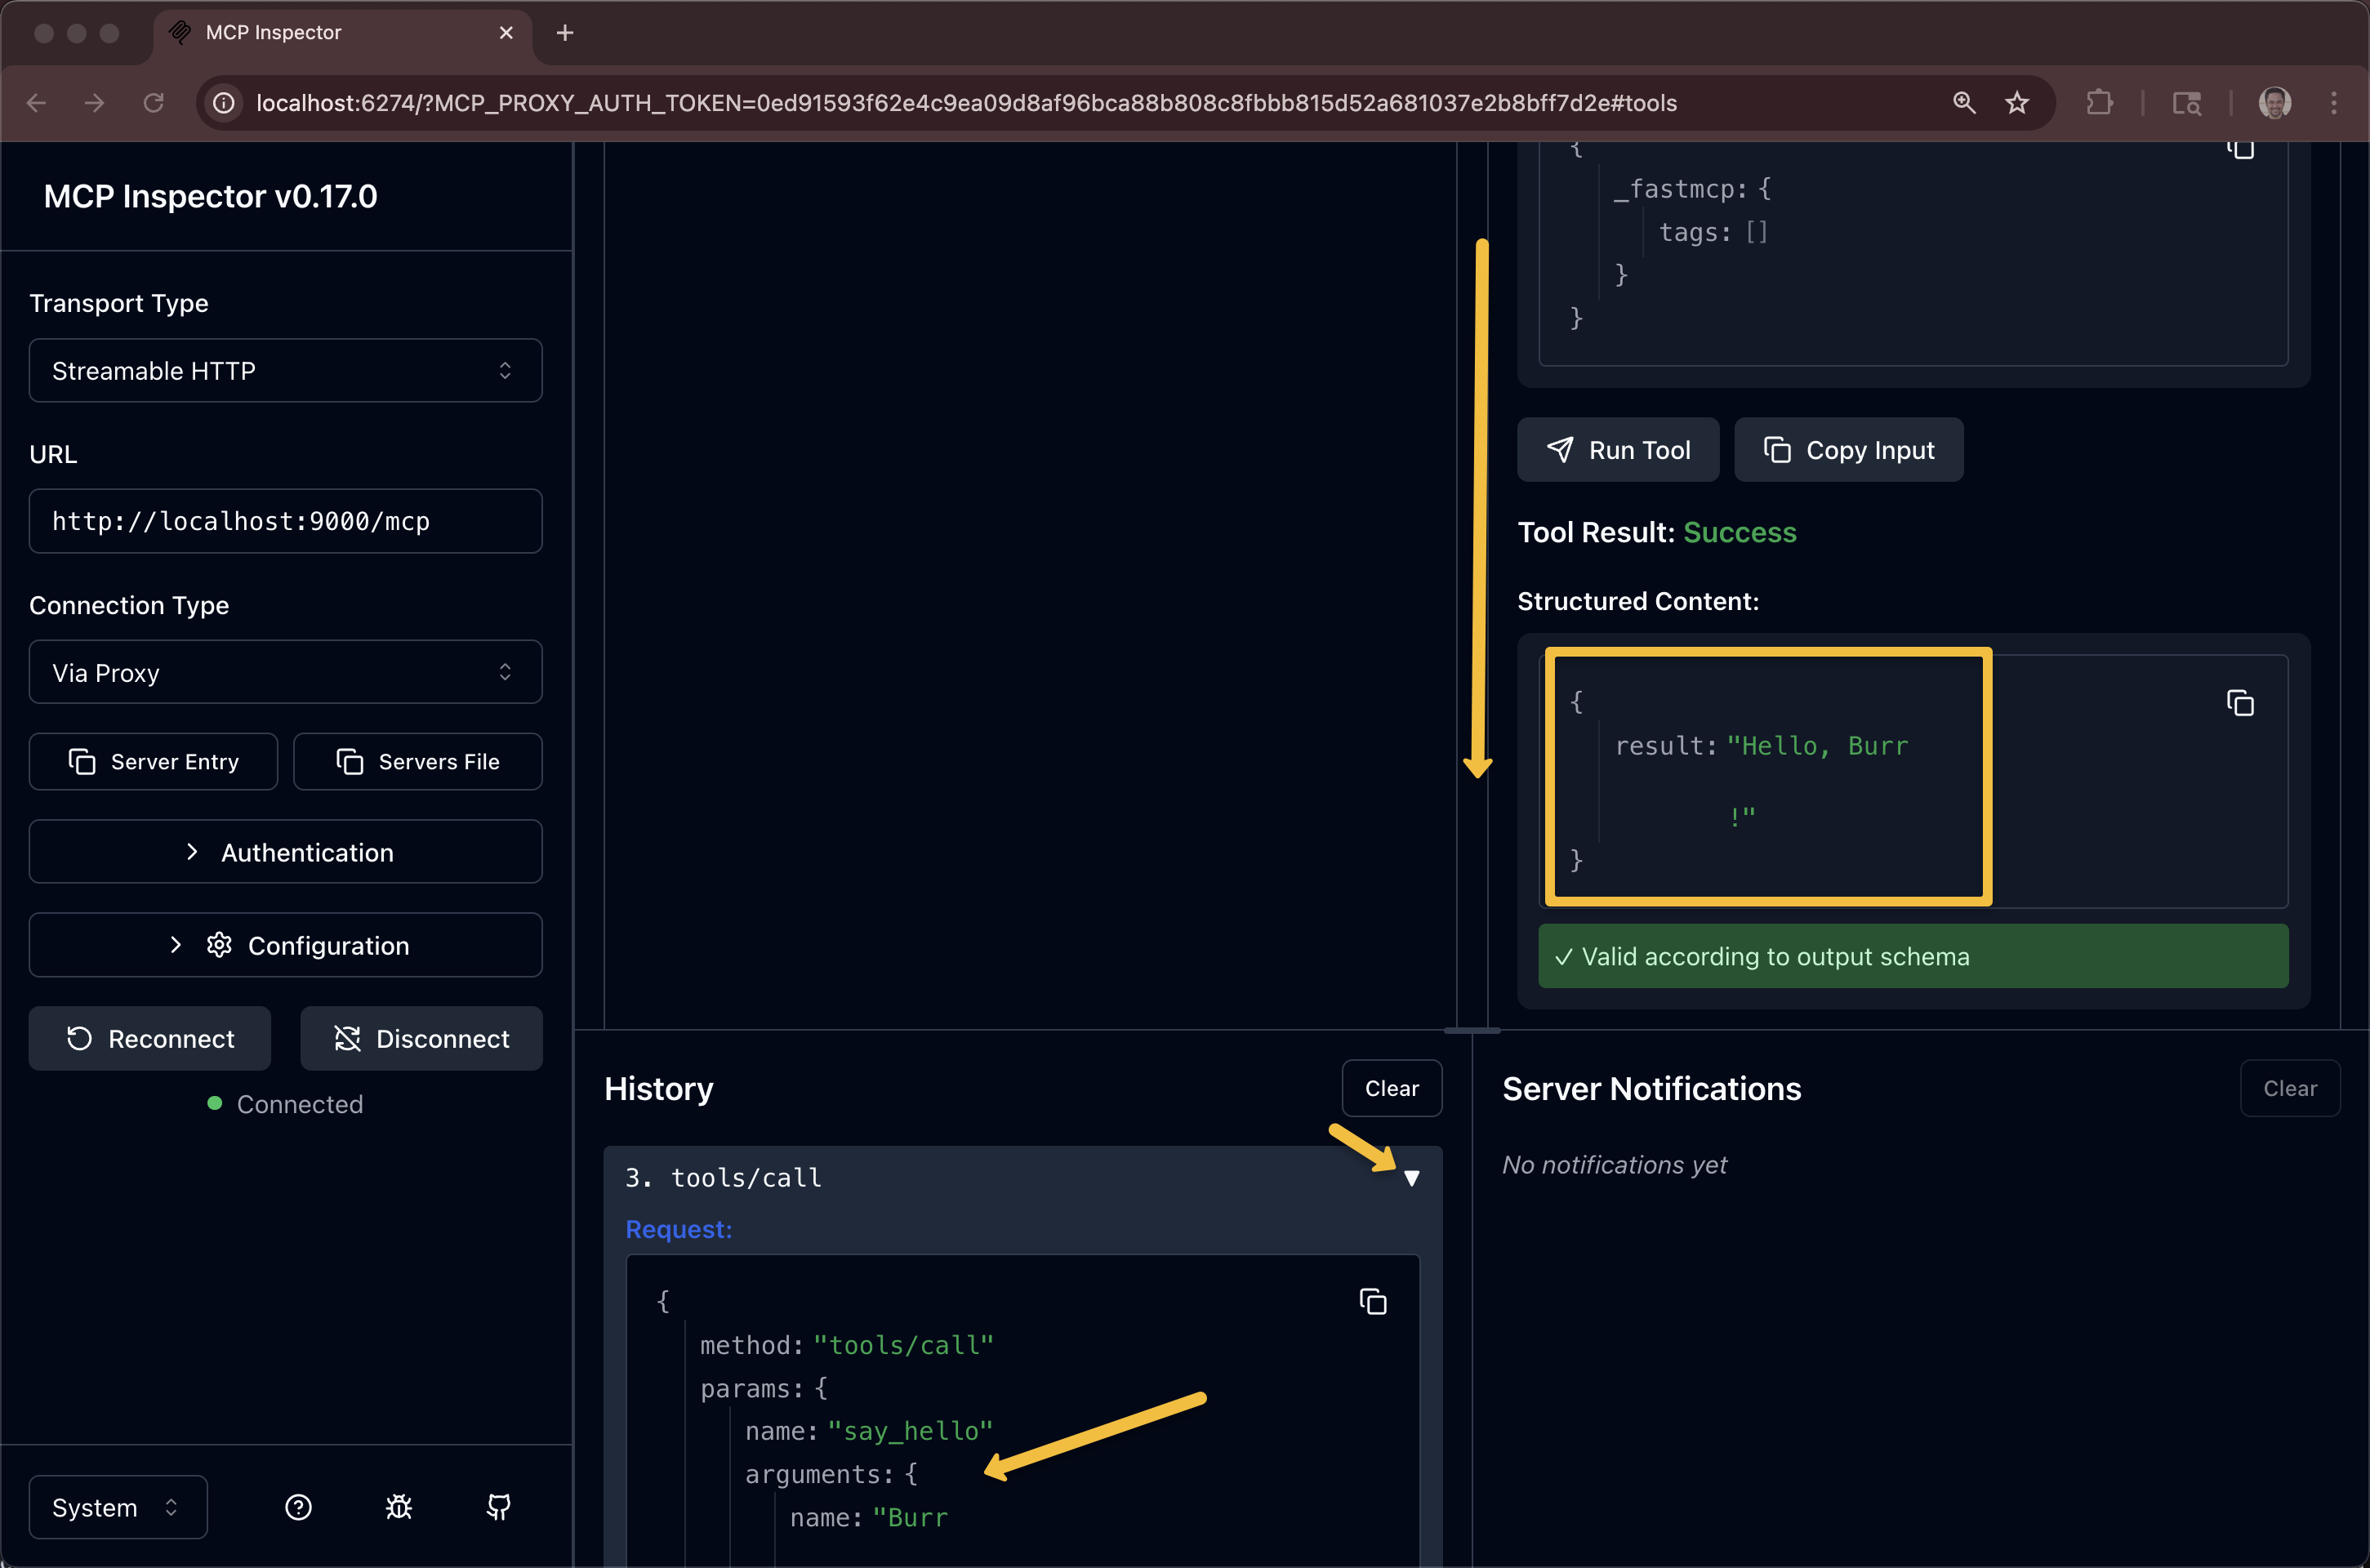 MCP Inspector
localhost:6274/?MCP_PROXY_AUTH_TOKEN=0ed91593f62e4c9ea09d8af96bca88b808c8fbbb815d52a681037e2b8bff7d2e#tools
MCP Inspector v0.17.0
Transport Type
Streamable HTTP
URL
http://localhost:9000/mcp
Connection Type
Via Proxy
Server Entry
Servers File
Authentication
Configuration
Reconnect
Disconnect
Connected
System
{
_fastmcp: {
tags: []
}
}
Run Tool
Copy Input
Tool Result: Success
Structured Content:
{
result: "Hello, Burr
!"
}
✓ Valid according to output schema
History
Clear
3. tools/call
Request:
{
method: "tools/call"
params: {
name: "say_hello"
arguments: {
name: "Burr
Server Notifications
Clear
No notifications yet